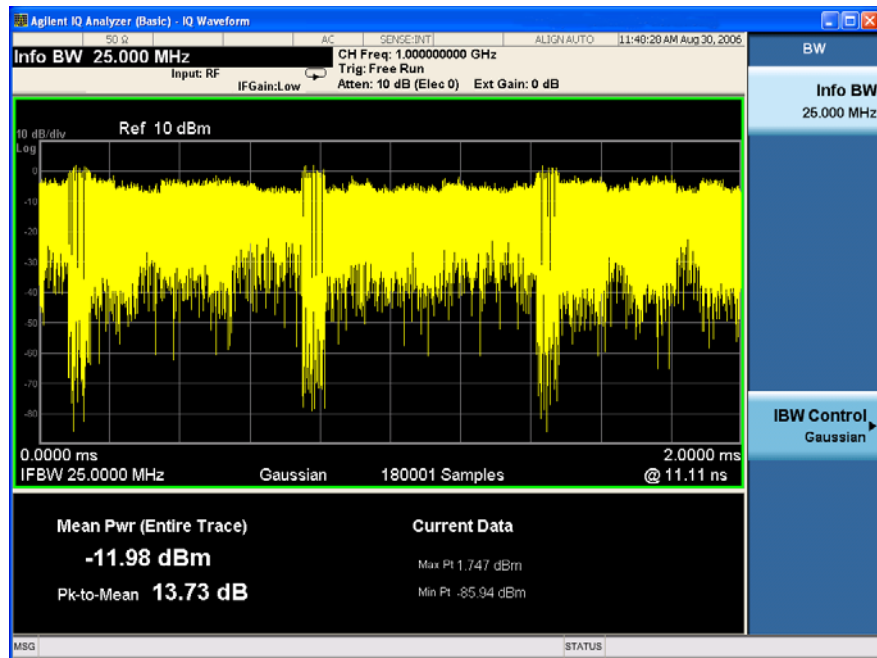 Agilent IQ Analyzer (Basic) - IQ Waveform
50 Ω AC SENSE:INT ALIGN AUTO 11:48:28 AM Aug 30, 2006
Info BW 25.000 MHz
Input: RF
IFGain:Low
CH Freq: 1.000000000 GHz
Trig: Free Run
Atten: 10 dB (Elec 0) Ext Gain: 0 dB
BW
Info BW
25.000 MHz
IBW Control
Gaussian
10 dB/div Ref 10 dBm
Log
0
-10
-20
-30
-40
-50
-60
-70
-80
0.0000 ms 2.0000 ms
IFBW 25.0000 MHz Gaussian 180001 Samples @ 11.11 ns
Mean Pwr (Entire Trace)
-11.98 dBm
Pk-to-Mean 13.73 dB
Current Data
Max Pt 1.747 dBm
Min Pt -85.94 dBm
MSG STATUS